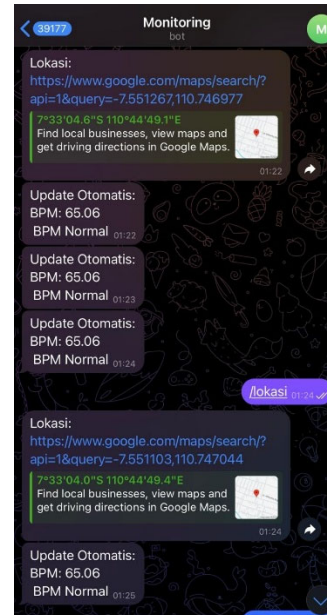 39177
Monitoring
bot
M
Lokasi:
https://www.google.com/maps/search/?
api=1&query=-7.551267,110.746977
7°33'04.6"S 110°44'49.1"E
Find local businesses, view maps and
get driving directions in Google Maps.
01:22
Update Otomatis:
BPM: 65.06
BPM Normal 01:22
Update Otomatis:
BPM: 65.06
BPM Normal 01:23
Update Otomatis:
BPM: 65.06
BPM Normal 01:24
/lokasi 01:24
Lokasi:
https://www.google.com/maps/search/?
api=1&query=-7.551103,110.747044
7°33'04.0"S 110°44'49.4"E
Find local businesses, view maps and
get driving directions in Google Maps.
01:24
Update Otomatis:
BPM: 65.06
BPM Normal 01:25